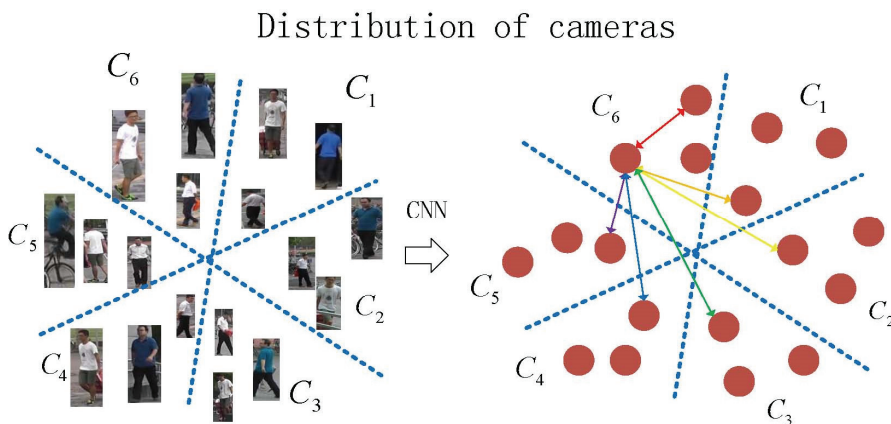 Distribution of cameras
C6
C1
C5
C2
C4
C3
CNN
C6
C1
C5
C2
C4
C3